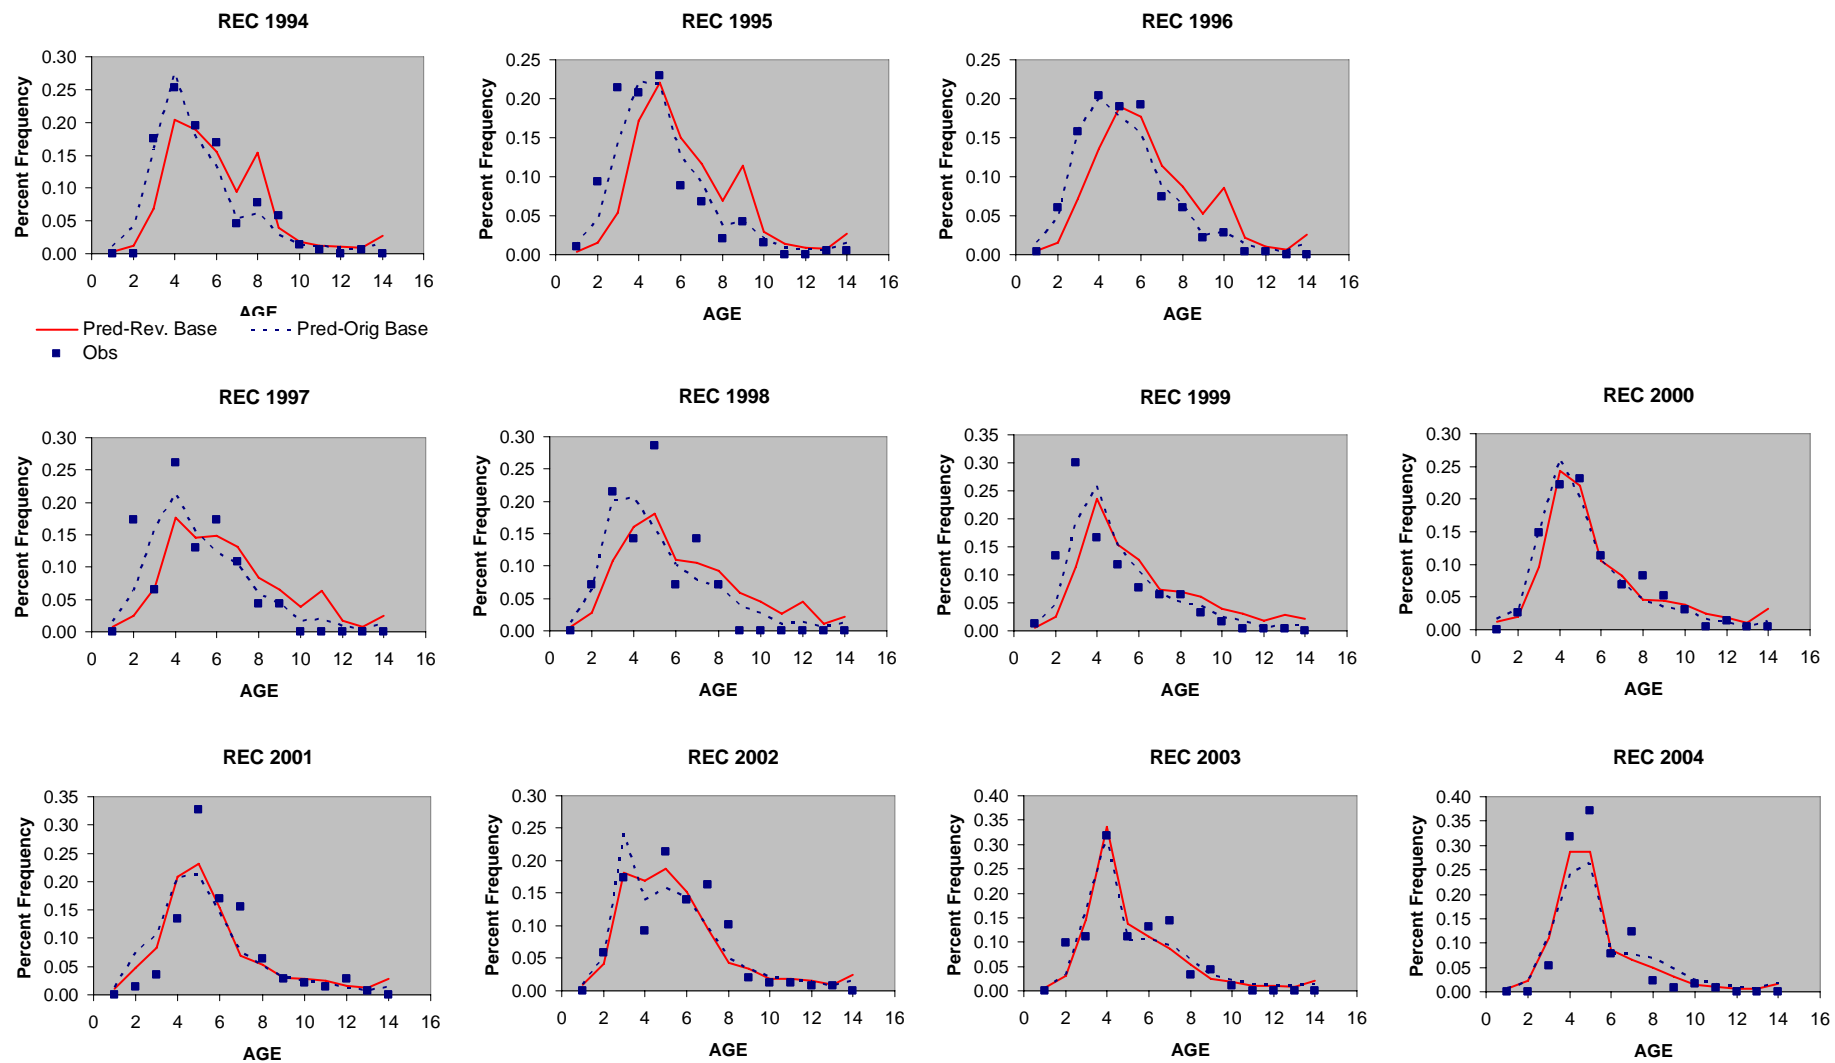 REC 1994
Percent Frequency
0.30
0.25
0.20
0.15
0.10
0.05
0.00
0 2 4 6 8 10 12 14 16
AGE
REC 1995
Percent Frequency
0.25
0.20
0.15
0.10
0.05
0.00
0 2 4 6 8 10 12 14 16
AGE
REC 1996
Percent Frequency
0.25
0.20
0.15
0.10
0.05
0.00
0 2 4 6 8 10 12 14 16
AGE
Pred-Rev. Base Pred-Orig Base
Obs
REC 1997
Percent Frequency
0.30
0.25
0.20
0.15
0.10
0.05
0.00
0 2 4 6 8 10 12 14 16
AGE
REC 1998
Percent Frequency
0.30
0.25
0.20
0.15
0.10
0.05
0.00
0 2 4 6 8 10 12 14 16
AGE
REC 1999
Percent Frequency
0.35
0.30
0.25
0.20
0.15
0.10
0.05
0.00
0 2 4 6 8 10 12 14 16
AGE
REC 2000
Percent Frequency
0.30
0.25
0.20
0.15
0.10
0.05
0.00
0 2 4 6 8 10 12 14 16
AGE
REC 2001
Percent Frequency
0.35
0.30
0.25
0.20
0.15
0.10
0.05
0.00
0 2 4 6 8 10 12 14 16
AGE
REC 2002
Percent Frequency
0.30
0.25
0.20
0.15
0.10
0.05
0.00
0 2 4 6 8 10 12 14 16
AGE
REC 2003
Percent Frequency
0.40
0.35
0.30
0.25
0.20
0.15
0.10
0.05
0.00
0 2 4 6 8 10 12 14 16
AGE
REC 2004
Percent Frequency
0.40
0.35
0.30
0.25
0.20
0.15
0.10
0.05
0.00
0 2 4 6 8 10 12 14 16
AGE